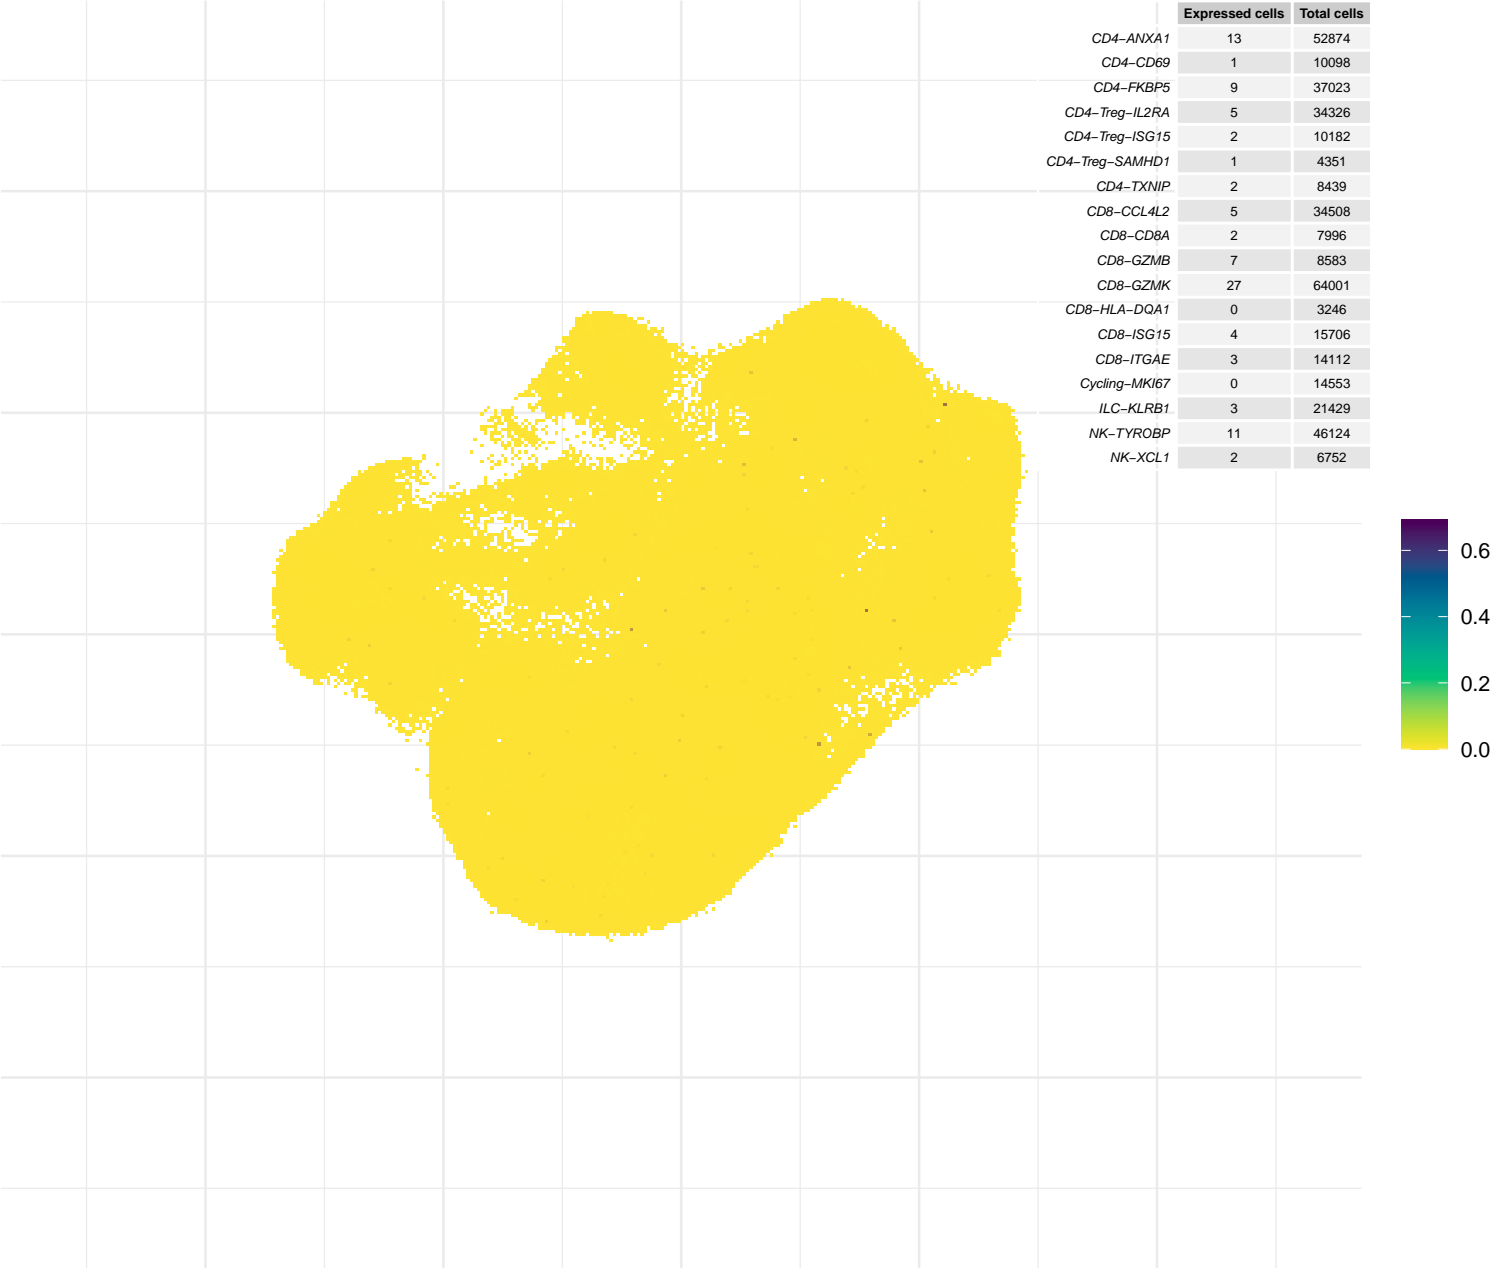 Expressed cells Total cells
CD4−ANXA1 13 52874
CD4−CD69 1 10098
CD4−FKBP5 9 37023
CD4−Treg−IL2RA 5 34326
CD4−Treg−ISG15 2 10182
CD4−Treg−SAMHD1 1 4351
CD4−TXNIP 2 8439
CD8−CCL4L2 5 34508
CD8−CD8A 2 7996
CD8−GZMB 7 8583
CD8−GZMK 27 64001
CD8−HLA−DQA1 0 3246
CD8−ISG15 4 15706
CD8−ITGAE 3 14112
Cycling−MKI67 0 14553
ILC−KLRB1 3 21429
NK−TYROBP 11 46124
NK−XCL1 2 6752
0.6
0.4
0.2
0.0